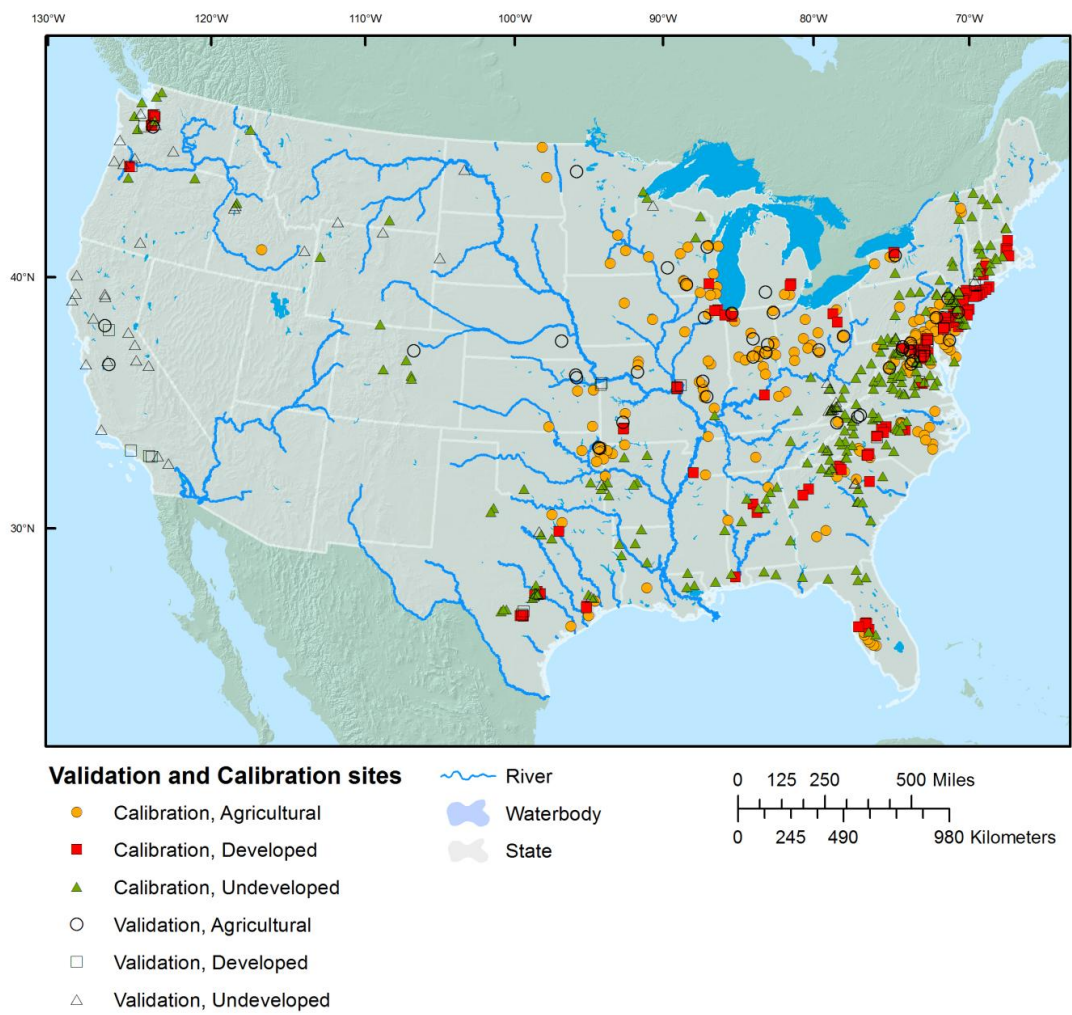 130°W 120°W 110°W 100°W 90°W 80°W 70°W
40°N
30°N
Validation and Calibration sites
Calibration, Agricultural
Calibration, Developed
Calibration, Undeveloped
Validation, Agricultural
Validation, Developed
Validation, Undeveloped
River
Waterbody
State
0 125 250 500 Miles
0 245 490 980 Kilometers